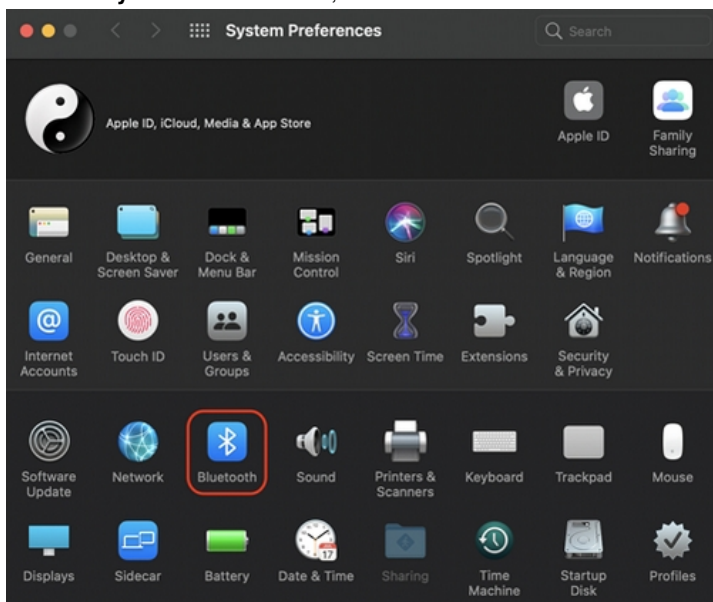 System Preferences
Search
Apple ID, iCloud, Media & App Store
Apple ID
Family
Sharing
General
Desktop &
Screen Saver
Dock &
Menu Bar
Mission
Control
Siri
Spotlight
Language
& Region
Notifications
Internet
Accounts
Touch ID
Users &
Groups
Accessibility
Screen Time
Extensions
Security
& Privacy
Software
Update
Network
Bluetooth
Sound
Printers &
Scanners
Keyboard
Trackpad
Mouse
Displays
Sidecar
Battery
Date & Time
17
Sharing
Time
Machine
Startup
Disk
Profiles